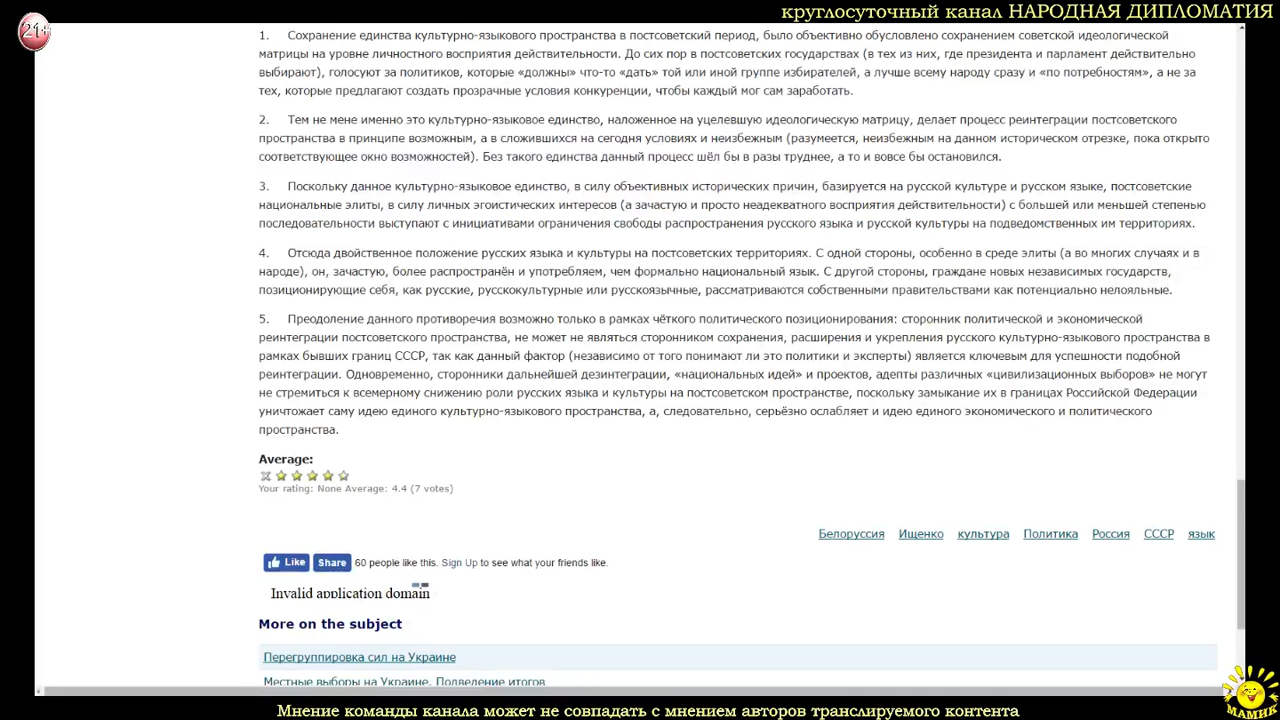 круглосуточный канал НАРОДНАЯ ДИПЛОМАТИЯ
21+
1. Сохранение единства культурно-языкового пространства в постсоветский период, было объективно обусловлено сохранением советской идеологической
матрицы на уровне личностного восприятия действительности. До сих пор в постсоветских государствах (в тех из них, где президента и парламент действительно
выбирают), голосуют за политиков, которые «должны» что-то «дать» той или иной группе избирателей, а лучше всему народу сразу и «по потребностям», а не за
тех, которые предлагают создать прозрачные условия конкуренции, чтобы каждый мог сам заработать.
2. Тем не мене именно это культурно-языковое единство, наложенное на уцелевшую идеологическую матрицу, делает процесс реинтеграции постсоветского
пространства в принципе возможным, а в сложившихся на сегодня условиях и неизбежным (разумеется, неизбежным на данном историческом отрезке, пока открыто
соответствующее окно возможностей). Без такого единства данный процесс шёл бы в разы труднее, а то и вовсе бы остановился.
3. Поскольку данное культурно-языковое единство, в силу объективных исторических причин, базируется на русской культуре и русском языке, постсоветские
национальные элиты, в силу личных эгоистических интересов (а зачастую и просто неадекватного восприятия действительности) с большей или меньшей степенью
последовательности выступают с инициативами ограничения свободы распространения русского языка и русской культуры на подведомственных им территориях.
4. Отсюда двойственное положение русских языка и культуры на постсоветских территориях. С одной стороны, особенно в среде элиты (а во многих случаях и в
народе), он, зачастую, более распространён и употребляем, чем формально национальный язык. С другой стороны, граждане новых независимых государств,
позиционирующие себя, как русские, русскокультурные или русскоязычные, рассматриваются собственными правительствами как потенциально нелояльные.
5. Преодоление данного противоречия возможно только в рамках чёткого политического позиционирования: сторонник политической и экономической
реинтеграции постсоветского пространства, не может не являться сторонником сохранения, расширения и укрепления русского культурно-языкового пространства в
рамках бывших границ СССР, так как данный фактор (независимо от того понимают ли это политики и эксперты) является ключевым для успешности подобной
реинтеграции. Одновременно, сторонники дальнейшей дезинтеграции, «национальных идей» и проектов, адепты различных «цивилизационных выборов» не могут
не стремиться к всемерному снижению роли русских языка и культуры на постсоветском пространстве, поскольку замыкание их в границах Российской Федерации
уничтожает саму идею единого культурно-языкового пространства, а, следовательно, серьёзно ослабляет и идею единого экономического и политического
пространства.
Average:
Your rating: None Average: 4.4 (7 votes)
Белоруссия Ищенко культура Политика Россия СССР язык
Like Share 60 people like this. Sign Up to see what your friends like.
Invalid application domain
More on the subject
Перегруппировка сил на Украине
Местные выборы на Украине. Подведение итогов
МАМИК
Мнение команды канала может не совпадать с мнением авторов транслируемого контента